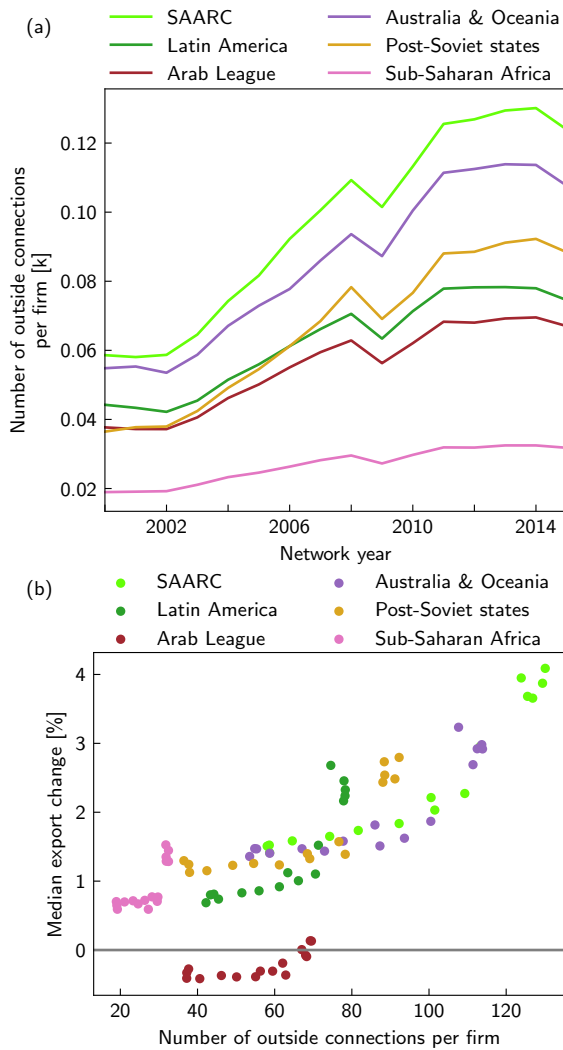 (a)
SAARC Australia & Oceania
Latin America Post-Soviet states
Arab League Sub-Saharan Africa
0.12
0.10
0.08
0.06
0.04
0.02
Number of outside connections
per firm [k]
2002 2006 2010 2014
Network year
(b)
SAARC Australia & Oceania
Latin America Post-Soviet states
Arab League Sub-Saharan Africa
4
3
2
1
0
Median export change [%]
20 40 60 80 100 120
Number of outside connections per firm